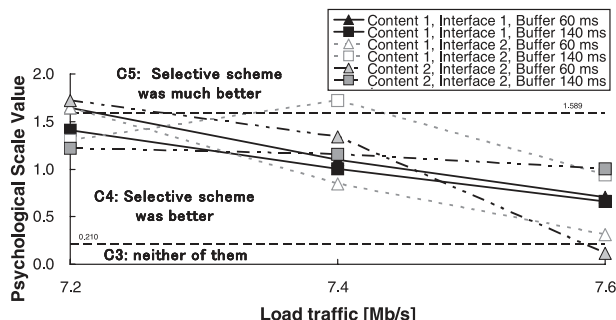 Content 1, Interface 1, Buffer 60 ms
Content 1, Interface 1, Buffer 140 ms
Content 1, Interface 2, Buffer 60 ms
Content 1, Interface 2, Buffer 140 ms
Content 2, Interface 2, Buffer 60 ms
Content 2, Interface 2, Buffer 140 ms
Psychological Scale Value
2.0
1.5
1.0
0.5
0.0
C5: Selective scheme
was much better
1.589
C4: Selective scheme
was better
0.210
C3: neither of them
7.2
7.4
7.6
Load traffic [Mb/s]